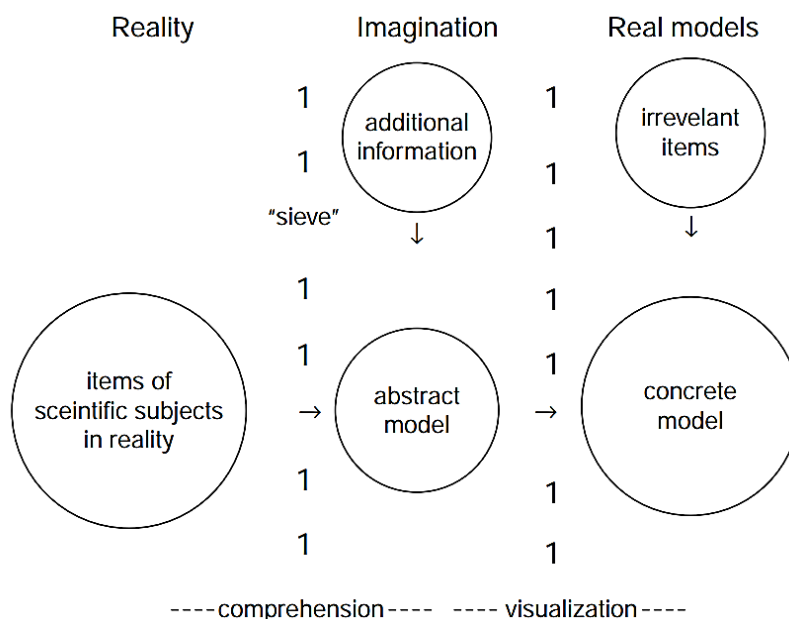 Reality Imagination Real models
1 1
additional
information
irrevelant
items
1 1
"sieve"
↓ 1 ↓
1 1
1 1
items of
sceintific subjects
in reality
→ abstract
model
→ concrete
model
1 1
1 1
----comprehension ---- ---- visualization----